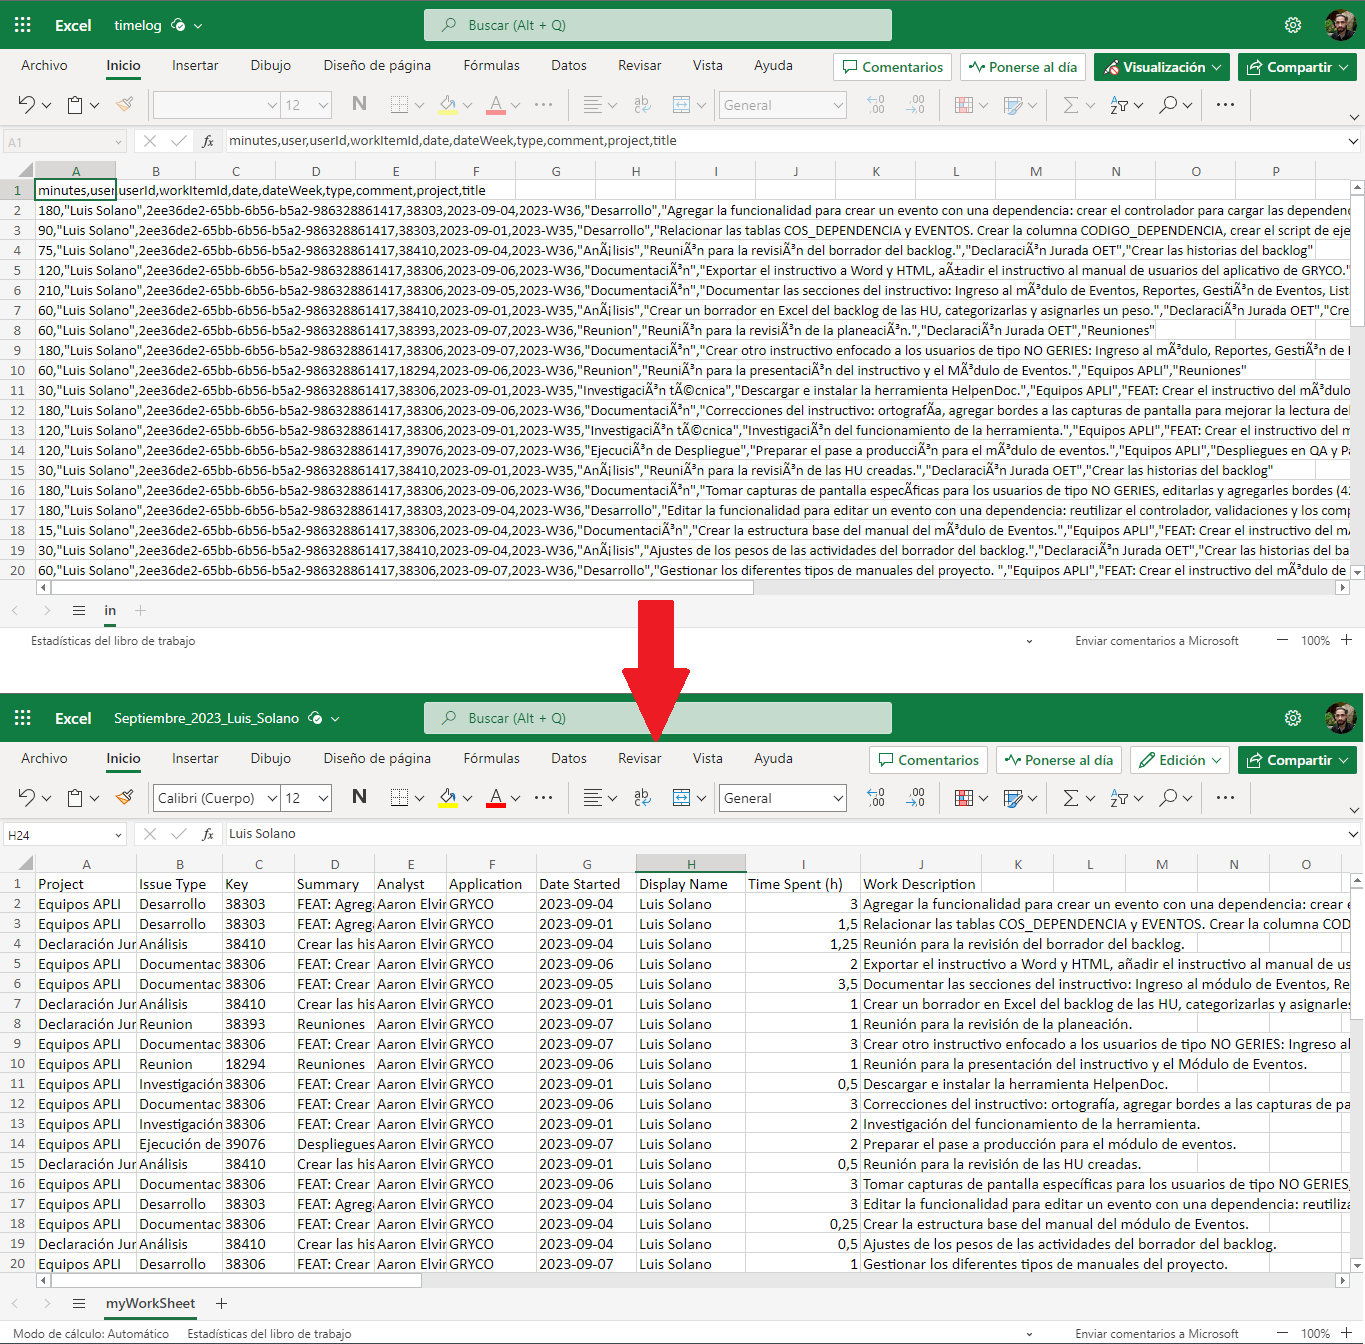 Excel timelog Buscar (Alt + Q)
Archivo Inicio Insertar Dibujo Diseño de página Fórmulas Datos Revisar Vista Ayuda Comentarios Ponerse al día Visualización Compartir
12 N A ab General
A1 fx minutes,user,userId,workItemId,date,dateWeek,type,comment,project,title
A B C D E F G H I J K L M N O P
1 minutes,user,userId,workItemId,date,dateWeek,type,comment,project,title
2 180,"Luis Solano",2ee36de2-65bb-6b56-b5a2-986328861417,38303,2023-09-04,2023-W36,"Desarrollo","Agregar la funcionalidad para crear un evento con una dependencia: crear el controlador para cargar las dependenc
3 90,"Luis Solano",2ee36de2-65bb-6b56-b5a2-986328861417,38303,2023-09-01,2023-W35,"Desarrollo","Relacionar las tablas COS_DEPENDENCIA y EVENTOS. Crear la columna CODIGO_DEPENDENCIA, crear el script de eje
4 75,"Luis Solano",2ee36de2-65bb-6b56-b5a2-986328861417,38410,2023-09-04,2023-W36,"AnÃ¡lisis","ReuniÃ³n para la revisiÃ³n del borrador del backlog.","DeclaraciÃ³n Jurada OET","Crear las historias del backlog"
5 120,"Luis Solano",2ee36de2-65bb-6b56-b5a2-986328861417,38306,2023-09-06,2023-W36,"DocumentaciÃ³n","Exportar el instructivo a Word y HTML, aÃ±adir el instructivo al manual de usuarios del aplicativo de GRYCO."
6 210,"Luis Solano",2ee36de2-65bb-6b56-b5a2-986328861417,38306,2023-09-05,2023-W36,"DocumentaciÃ³n","Documentar las secciones del instructivo: Ingreso al mÃ³dulo de Eventos, Reportes, GestiÃ³n de Eventos, List
7 60,"Luis Solano",2ee36de2-65bb-6b56-b5a2-986328861417,38410,2023-09-01,2023-W35,"AnÃ¡lisis","Crear un borrador en Excel del backlog de las HU, categorizarlas y asignarles un peso.","DeclaraciÃ³n Jurada OET","Cre
8 60,"Luis Solano",2ee36de2-65bb-6b56-b5a2-986328861417,38393,2023-09-07,2023-W36,"Reunion","ReuniÃ³n para la revisiÃ³n de la planeaciÃ³n.","DeclaraciÃ³n Jurada OET","Reuniones"
9 180,"Luis Solano",2ee36de2-65bb-6b56-b5a2-986328861417,38306,2023-09-07,2023-W36,"DocumentaciÃ³n","Crear otro instructivo enfocado a los usuarios de tipo NO GERIES: Ingreso al mÃ³dulo, Reportes, GestiÃ³n de
10 60,"Luis Solano",2ee36de2-65bb-6b56-b5a2-986328861417,18294,2023-09-06,2023-W36,"Reunion","ReuniÃ³n para la presentaciÃ³n del instructivo y el MÃ³dulo de Eventos.","Equipos APLI","Reuniones"
11 30,"Luis Solano",2ee36de2-65bb-6b56-b5a2-986328861417,38306,2023-09-01,2023-W35,"InvestigaciÃ³n tÃ©cnica","Descargar e instalar la herramienta HelpenDoc.","Equipos APLI","FEAT: Crear el instructivo del mÃ³dulo
12 180,"Luis Solano",2ee36de2-65bb-6b56-b5a2-986328861417,38306,2023-09-06,2023-W36,"DocumentaciÃ³n","Correcciones del instructivo: ortografÃa, agregar bordes a las capturas de pantalla para mejorar la lectura del
13 120,"Luis Solano",2ee36de2-65bb-6b56-b5a2-986328861417,38306,2023-09-01,2023-W35,"InvestigaciÃ³n tÃ©cnica","InvestigaciÃ³n del funcionamiento de la herramienta.","Equipos APLI","FEAT: Crear el instructivo del m
14 120,"Luis Solano",2ee36de2-65bb-6b56-b5a2-986328861417,39076,2023-09-07,2023-W36,"EjecuciÃ³n de Despliegue","Preparar el pase a producciÃ³n para el mÃ³dulo de eventos.","Equipos APLI","Despliegues en QA y Pa
15 30,"Luis Solano",2ee36de2-65bb-6b56-b5a2-986328861417,38410,2023-09-01,2023-W35,"AnÃ¡lisis","ReuniÃ³n para la revisiÃ³n de las HU creadas.","DeclaraciÃ³n Jurada OET","Crear las historias del backlog"
16 180,"Luis Solano",2ee36de2-65bb-6b56-b5a2-986328861417,38306,2023-09-06,2023-W36,"DocumentaciÃ³n","Tomar capturas de pantalla especÃficas para los usuarios de tipo NO GERIES, editarlas y agregarles bordes (42
17 180,"Luis Solano",2ee36de2-65bb-6b56-b5a2-986328861417,38303,2023-09-04,2023-W36,"Desarrollo","Editar la funcionalidad para editar un evento con una dependencia: reutilizar el controlador, validaciones y los comp
18 15,"Luis Solano",2ee36de2-65bb-6b56-b5a2-986328861417,38306,2023-09-04,2023-W36,"DocumentaciÃ³n","Crear la estructura base del manual del mÃ³dulo de Eventos.","Equipos APLI","FEAT: Crear el instructivo del mÃ
19 30,"Luis Solano",2ee36de2-65bb-6b56-b5a2-986328861417,38410,2023-09-04,2023-W36,"AnÃ¡lisis","Ajustes de los pesos de las actividades del borrador del backlog.","DeclaraciÃ³n Jurada OET","Crear las historias del ba
20 60,"Luis Solano",2ee36de2-65bb-6b56-b5a2-986328861417,38306,2023-09-07,2023-W36,"Desarrollo","Gestionar los diferentes tipos de manuales del proyecto. ","Equipos APLI","FEAT: Crear el instructivo del mÃ³dulo de
in
Estadísticas del libro de trabajo Enviar comentarios a Microsoft 100%
Excel Septiembre_2023_Luis_Solano Buscar (Alt + Q)
Archivo Inicio Insertar Dibujo Diseño de página Fórmulas Datos Revisar Vista Ayuda Comentarios Ponerse al día Edición Compartir
Calibri (Cuerpo) 12 N A ab General
H24 fx Luis Solano
A B C D E F G H I J K L M N O
1 Project Issue Type Key Summary Analyst Application Date Started Display Name Time Spent (h) Work Description
2 Equipos APLI Desarrollo 38303 FEAT: Agrega Aaron Elvir GRYCO 2023-09-04 Luis Solano 3 Agregar la funcionalidad para crear un evento con una dependencia: crear e
3 Equipos APLI Desarrollo 38303 FEAT: Agrega Aaron Elvir GRYCO 2023-09-01 Luis Solano 1,5 Relacionar las tablas COS_DEPENDENCIA y EVENTOS. Crear la columna COD
4 Declaración Jur Análisis 38410 Crear las his Aaron Elvir GRYCO 2023-09-04 Luis Solano 1,25 Reunión para la revisión del borrador del backlog.
5 Equipos APLI Documentac 38306 FEAT: Crear Aaron Elvir GRYCO 2023-09-06 Luis Solano 2 Exportar el instructivo a Word y HTML, añadir el instructivo al manual de us
6 Equipos APLI Documentac 38306 FEAT: Crear Aaron Elvir GRYCO 2023-09-05 Luis Solano 3,5 Documentar las secciones del instructivo: Ingreso al módulo de Eventos, Re
7 Declaración Jur Análisis 38410 Crear las his Aaron Elvir GRYCO 2023-09-01 Luis Solano 1 Crear un borrador en Excel del backlog de las HU, categorizarlas y asignarles
8 Declaración Jur Reunion 38393 Reuniones Aaron Elvir GRYCO 2023-09-07 Luis Solano 1 Reunión para la revisión de la planeación.
9 Equipos APLI Documentac 38306 FEAT: Crear Aaron Elvir GRYCO 2023-09-07 Luis Solano 3 Crear otro instructivo enfocado a los usuarios de tipo NO GERIES: Ingreso al
10 Equipos APLI Reunion 18294 Reuniones Aaron Elvir GRYCO 2023-09-06 Luis Solano 1 Reunión para la presentación del instructivo y el Módulo de Eventos.
11 Equipos APLI Investigación 38306 FEAT: Crear Aaron Elvir GRYCO 2023-09-01 Luis Solano 0,5 Descargar e instalar la herramienta HelpenDoc.
12 Equipos APLI Documentac 38306 FEAT: Crear Aaron Elvir GRYCO 2023-09-06 Luis Solano 3 Correcciones del instructivo: ortografía, agregar bordes a las capturas de pa
13 Equipos APLI Investigación 38306 FEAT: Crear Aaron Elvir GRYCO 2023-09-01 Luis Solano 2 Investigación del funcionamiento de la herramienta.
14 Equipos APLI Ejecución de 39076 Despliegues Aaron Elvir GRYCO 2023-09-07 Luis Solano 2 Preparar el pase a producción para el módulo de eventos.
15 Declaración Jur Análisis 38410 Crear las his Aaron Elvir GRYCO 2023-09-01 Luis Solano 0,5 Reunión para la revisión de las HU creadas.
16 Equipos APLI Documentac 38306 FEAT: Crear Aaron Elvir GRYCO 2023-09-06 Luis Solano 3 Tomar capturas de pantalla específicas para los usuarios de tipo NO GERIES,
17 Equipos APLI Desarrollo 38303 FEAT: Agrega Aaron Elvir GRYCO 2023-09-04 Luis Solano 3 Editar la funcionalidad para editar un evento con una dependencia: reutiliza
18 Equipos APLI Documentac 38306 FEAT: Crear Aaron Elvir GRYCO 2023-09-04 Luis Solano 0,25 Crear la estructura base del manual del módulo de Eventos.
19 Declaración Jur Análisis 38410 Crear las his Aaron Elvir GRYCO 2023-09-04 Luis Solano 0,5 Ajustes de los pesos de las actividades del borrador del backlog.
20 Equipos APLI Desarrollo 38306 FEAT: Crear Aaron Elvir GRYCO 2023-09-07 Luis Solano 1 Gestionar los diferentes tipos de manuales del proyecto.
myWorkSheet
Modo de cálculo: Automático Estadísticas del libro de trabajo Enviar comentarios a Microsoft 100%